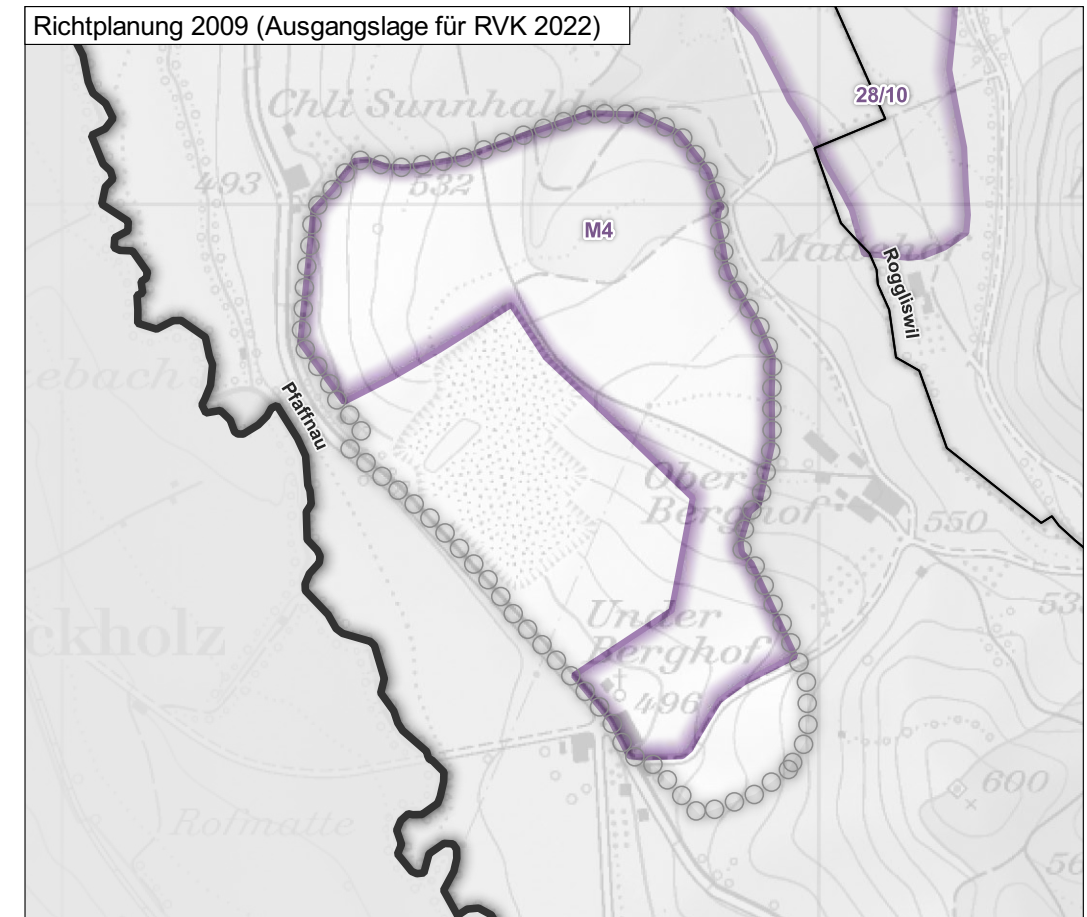 Richtplanung 2009 (Ausgangslage für RVK 2022)
28/10
Chli Sunnhalde
493
532
M4
Roggliswil
Pfaffnau
Ober
Berghof
550
Under
Berghof
496
600
Rofmatte